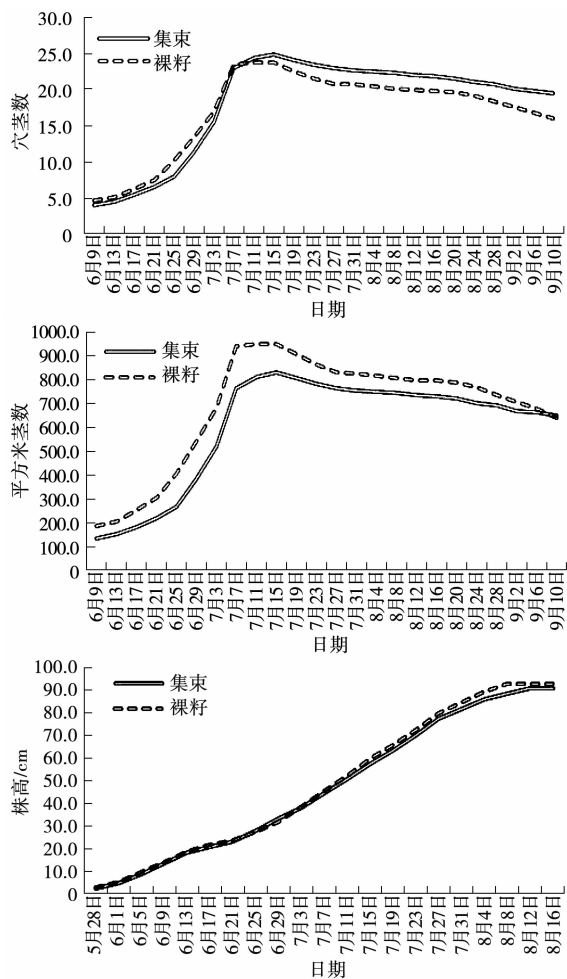 30.0
25.0
20.0
15.0
10.0
5.0
0
穴茎数
集束
裸籽
6月9日
6月13日
6月17日
6月21日
6月25日
6月29日
7月3日
7月7日
7月11日
7月15日
7月19日
7月23日
7月27日
7月31日
8月4日
8月8日
8月12日
8月16日
8月20日
8月24日
8月28日
9月2日
9月6日
9月10日
日期
1000.0
900.0
800.0
700.0
600.0
500.0
400.0
300.0
200.0
100.0
0
平方米茎数
集束
裸籽
6月9日
6月13日
6月17日
6月21日
6月25日
6月29日
7月3日
7月7日
7月11日
7月15日
7月19日
7月23日
7月27日
7月31日
8月4日
8月8日
8月12日
8月16日
8月20日
8月24日
8月28日
9月2日
9月6日
9月10日
日期
100.0
90.0
80.0
70.0
60.0
50.0
40.0
30.0
20.0
10.0
0
株高/cm
集束
裸籽
5月28日
6月1日
6月5日
6月9日
6月13日
6月17日
6月21日
6月25日
6月29日
7月3日
7月7日
7月11日
7月15日
7月19日
7月23日
7月27日
7月31日
8月4日
8月8日
8月12日
8月16日
日期